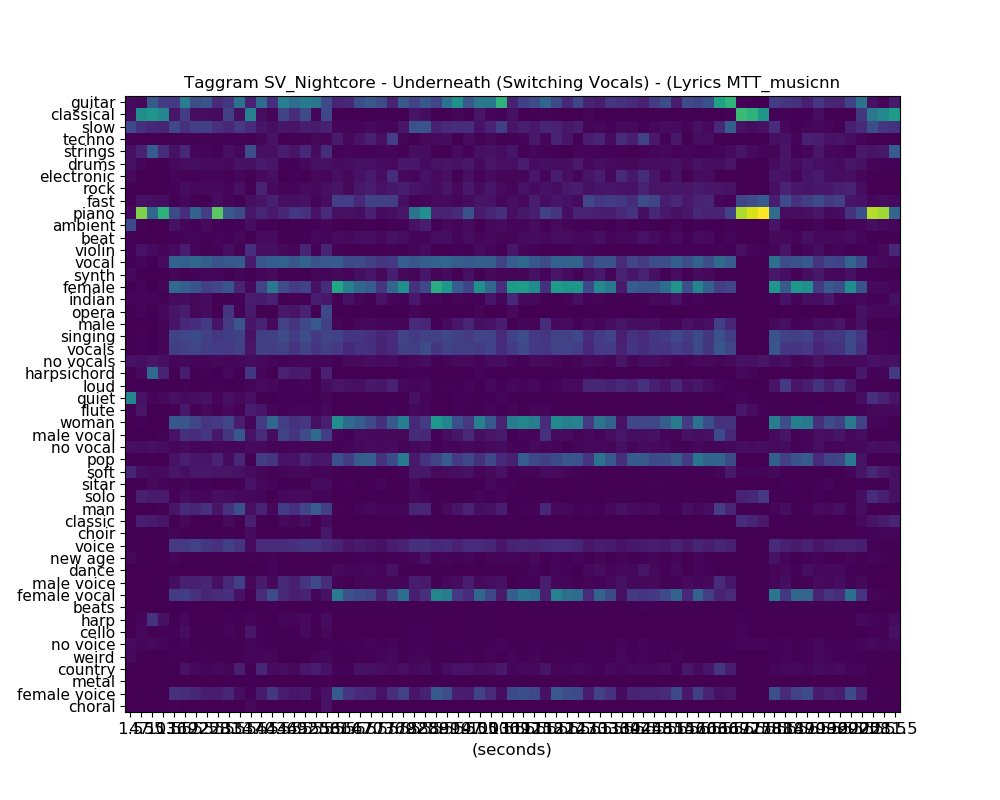 Taggram SV_Nightcore - Underneath (Switching Vocals) - (Lyrics MTT_musicnn
guitar
classical
slow
techno
strings
drums
electronic
rock
fast
piano
ambient
beat
violin
vocal
synth
female
indian
opera
male
singing
vocals
no vocals
harpsichord
loud
quiet
flute
woman
male vocal
no vocal
pop
soft
sitar
solo
man
classic
choir
voice
new age
dance
male voice
female vocal
beats
harp
cello
no voice
weird
country
metal
female voice
choral
(seconds)